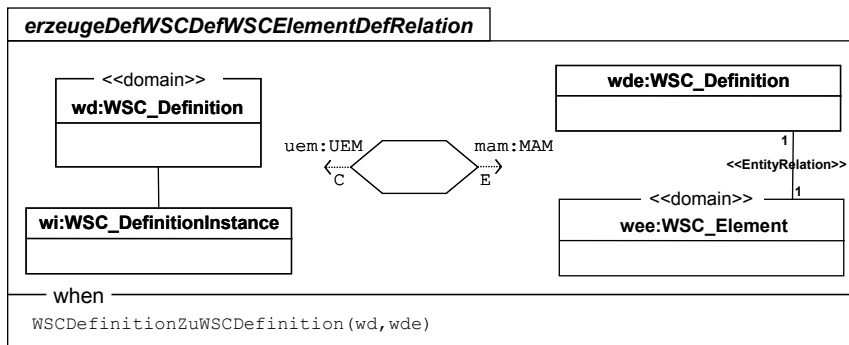 erzeugeDefWSCDefWSCElementDefRelation
<<domain>>
wd:WSC_Definition
wi:WSC_DefinitionInstance
uem:UEM
mam:MAM
C
E
wde:WSC_Definition
1
<<EntityRelation>>
1
<<domain>>
wee:WSC_Element
when
WSCDefinitionZuWSCDefinition(wd,wde)